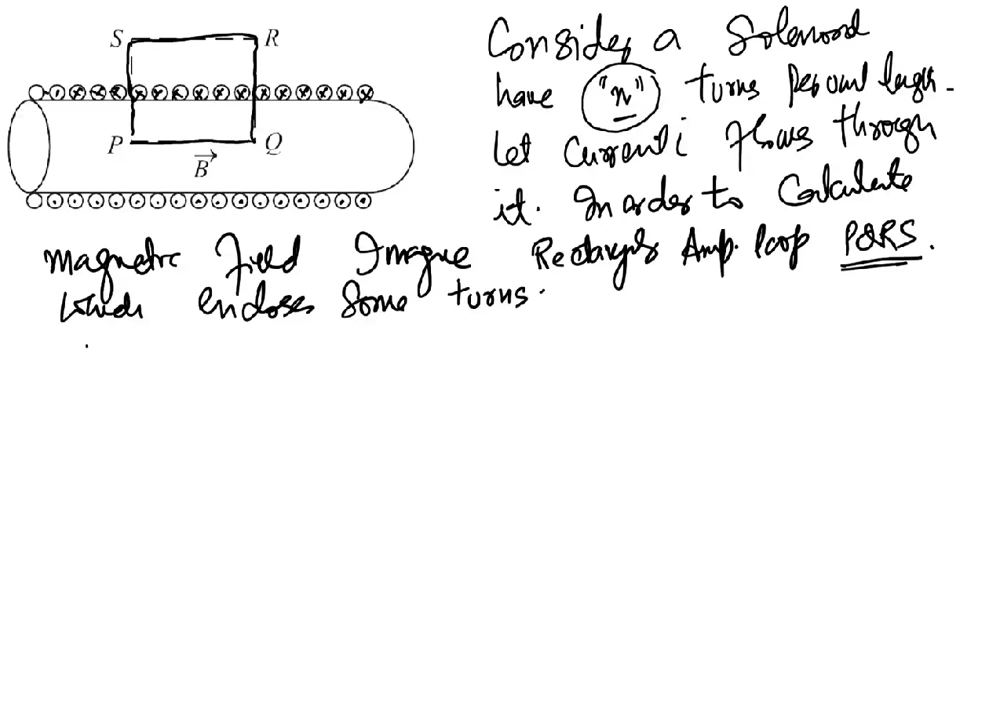 S R
P Q
B
Consider a Solenoid
have "n" turns per unit length.
Let Current i flows through
it. In order to Calculate
magnetic field Imagine Rectangular Amp. loop PQRS.
Which encloses Some turns.